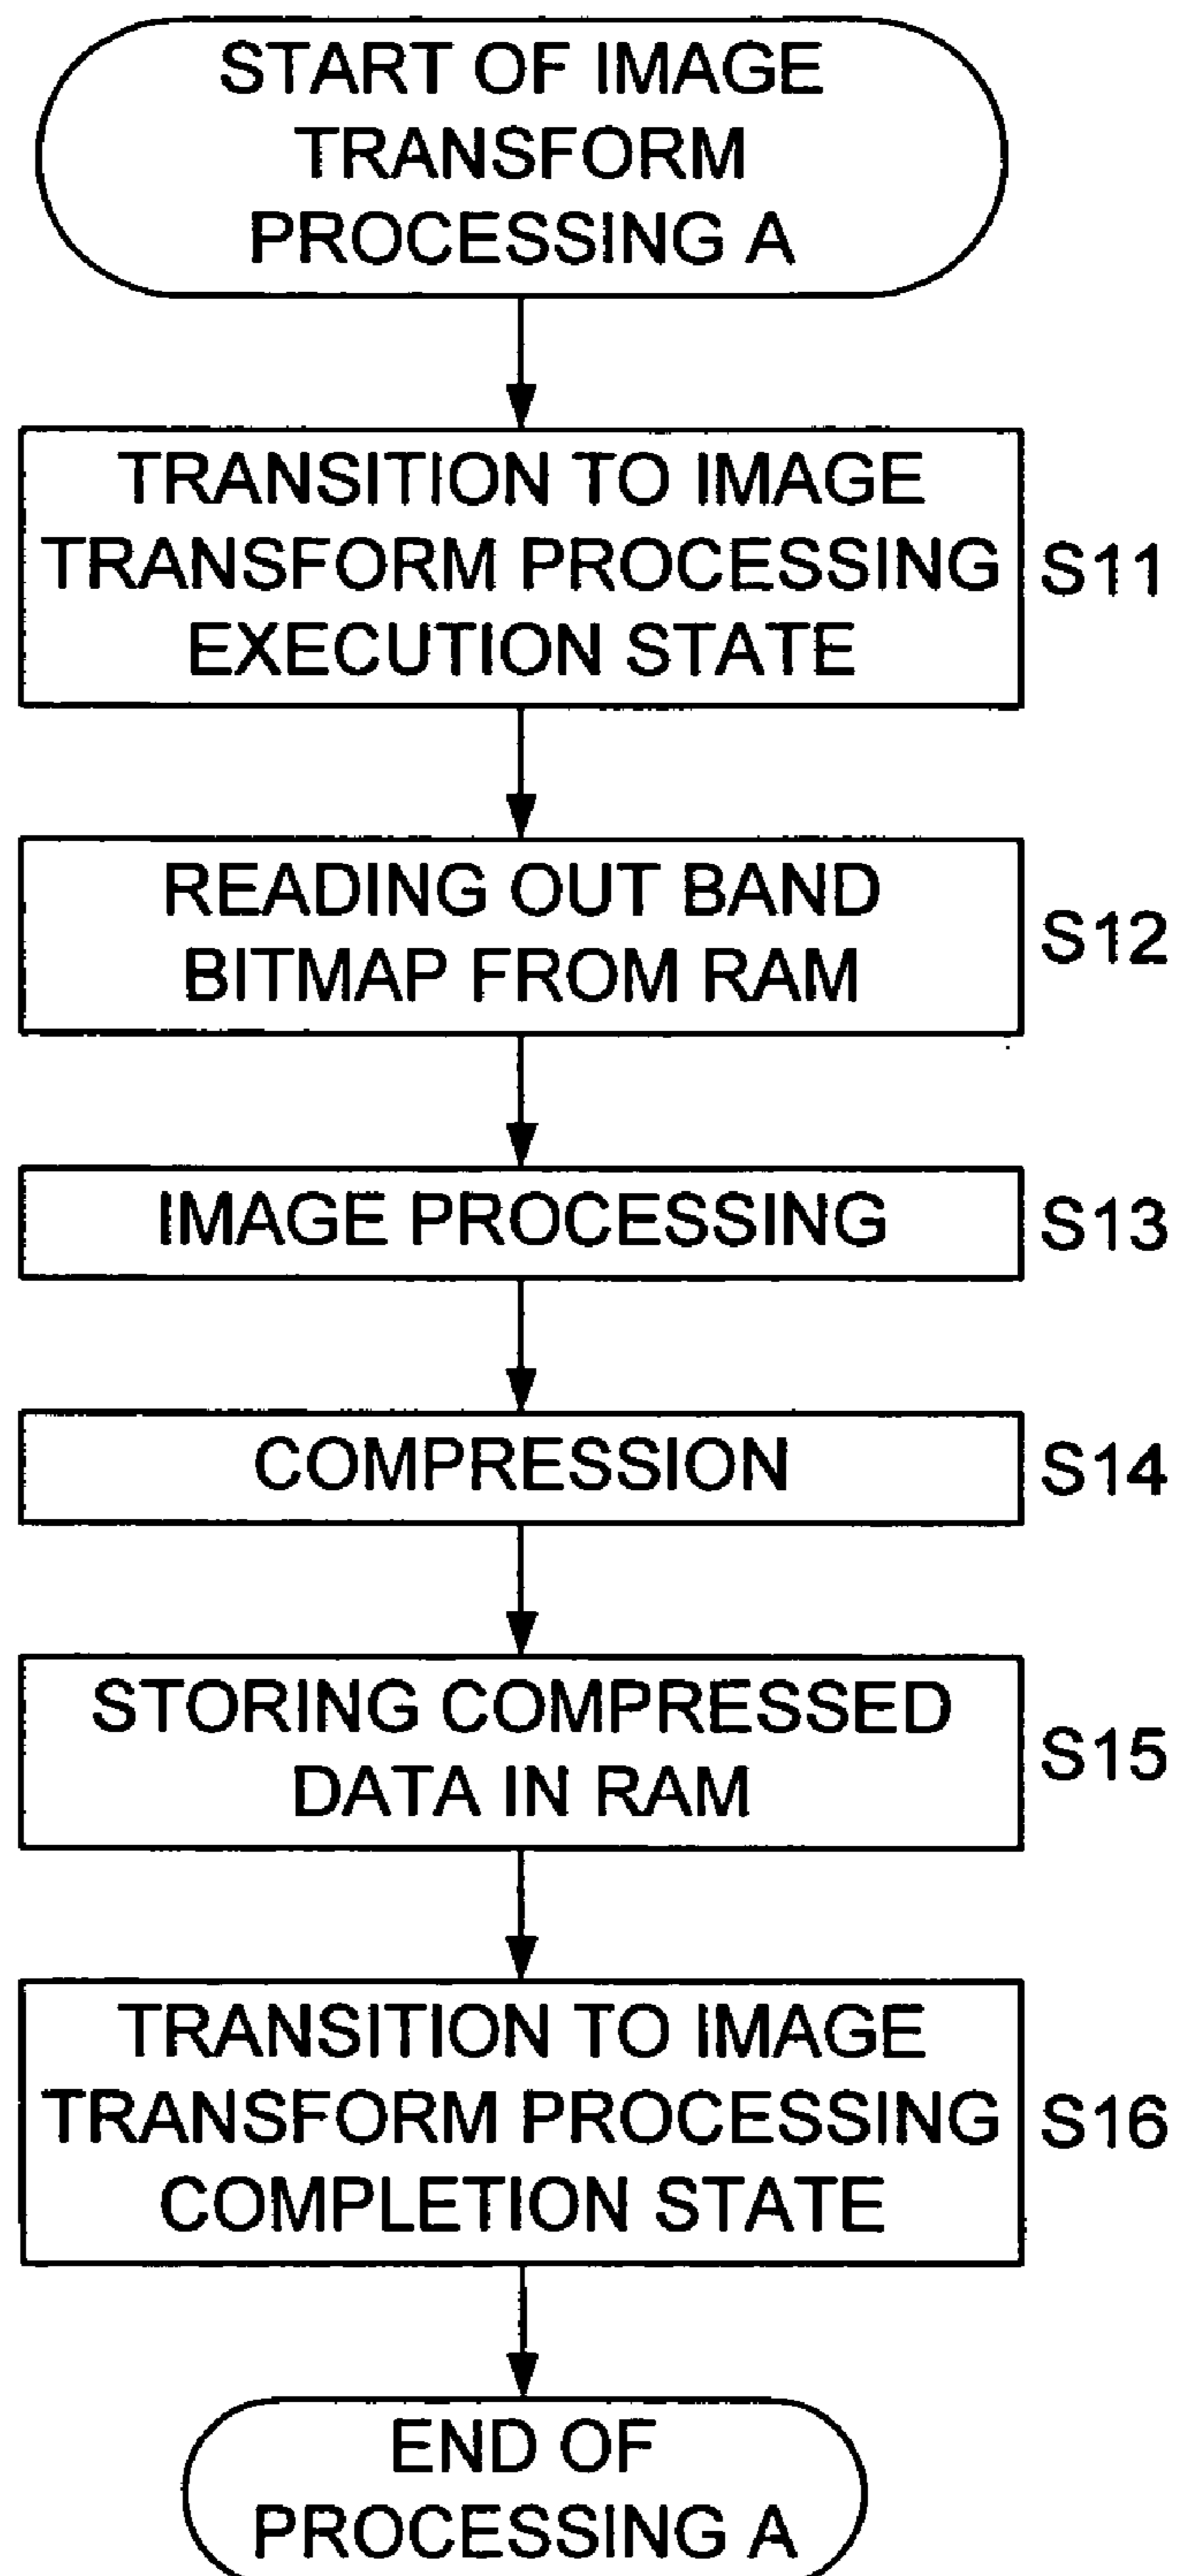 START OF IMAGE
TRANSFORM
PROCESSING A
TRANSITION TO IMAGE
TRANSFORM PROCESSING
EXECUTION STATE
S11
READING OUT BAND
BITMAP FROM RAM
S12
IMAGE PROCESSING
S13
COMPRESSION
S14
STORING COMPRESSED
DATA IN RAM
S15
TRANSITION TO IMAGE
TRANSFORM PROCESSING
COMPLETION STATE
S16
END OF
PROCESSING A